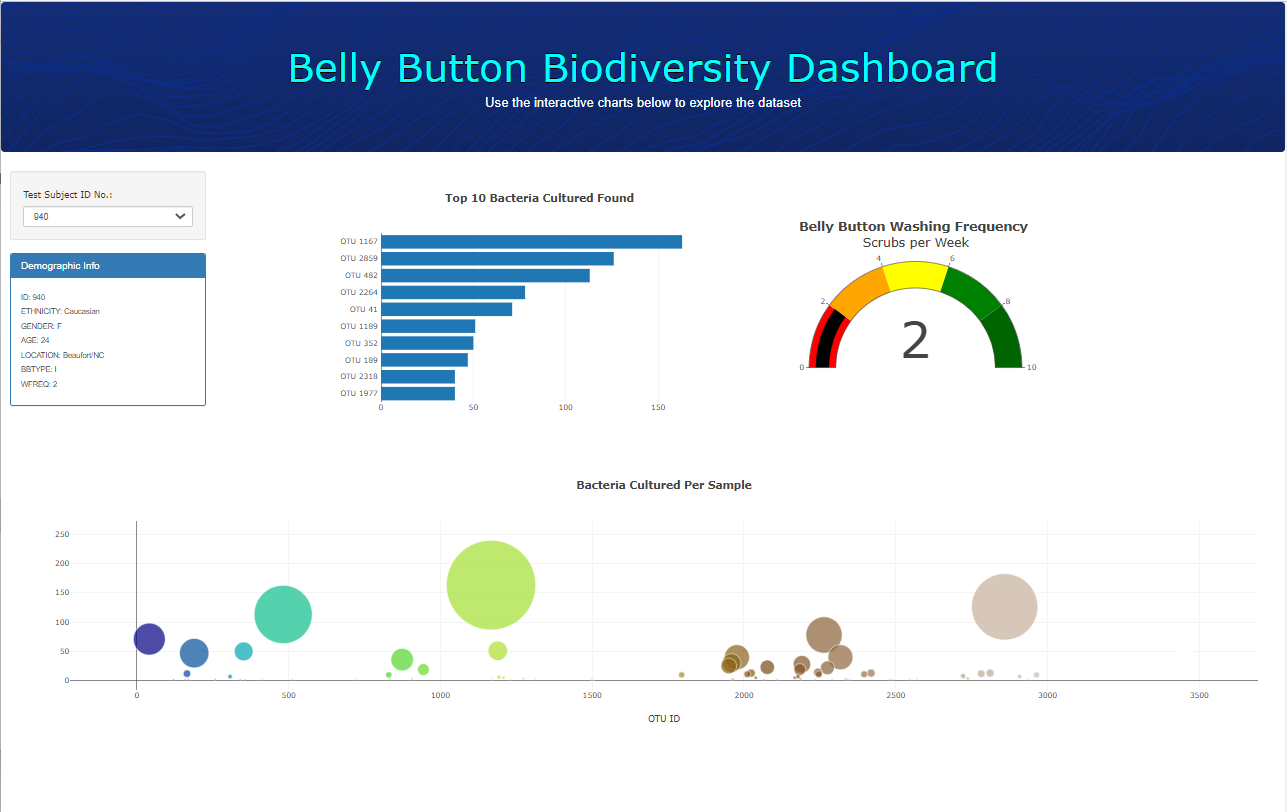 Belly Button Biodiversity Dashboard
Use the interactive charts below to explore the dataset
Test Subject ID No.:
940
Demographic Info
ID: 940
ETHNICITY: Caucasian
GENDER: F
AGE: 24
LOCATION: Beaufort/NC
BBTYPE: I
WFREQ: 2
Top 10 Bacteria Cultured Found
OTU 1167
OTU 2859
OTU 482
OTU 2264
OTU 41
OTU 1189
OTU 352
OTU 189
OTU 2318
OTU 1977
0 50 100 150
Belly Button Washing Frequency
Scrubs per Week
4 6
2 8
2
0 10
Bacteria Cultured Per Sample
250
200
150
100
50
0
0 500 1000 1500 2000 2500 3000 3500
OTU ID